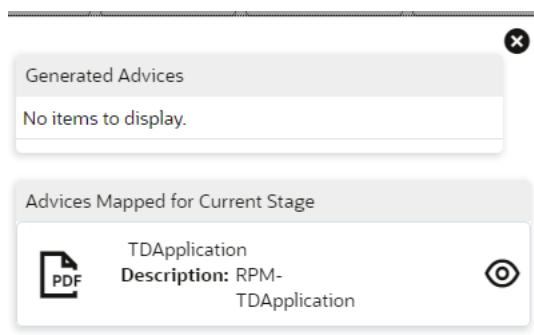 Generated Advices
No items to display.
Advices Mapped for Current Stage
PDF
TDApplication
Description: RPM-
TDApplication